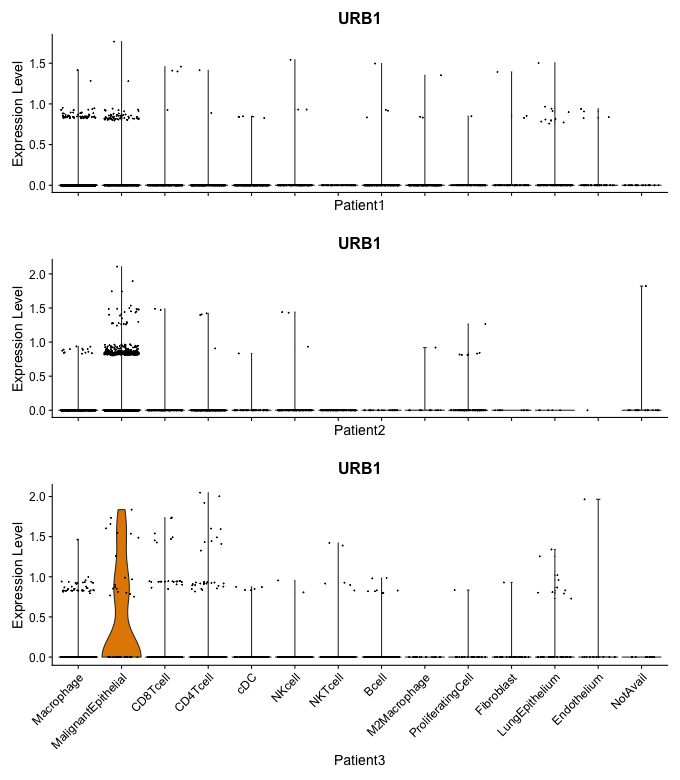 URB1
Expression Level
1.5
1.0
0.5
0.0
Patient1
URB1
Expression Level
2.0
1.5
1.0
0.5
0.0
Patient2
URB1
Expression Level
2.0
1.5
1.0
0.5
0.0
Macrophage
MalignantEpithelial
CD8Tcell
CD4Tcell
cDC
NKcell
NKTcell
Bcell
M2Macrophage
ProliferatingCell
Fibroblast
LungEpithelium
Endothelium
NotAvail
Patient3